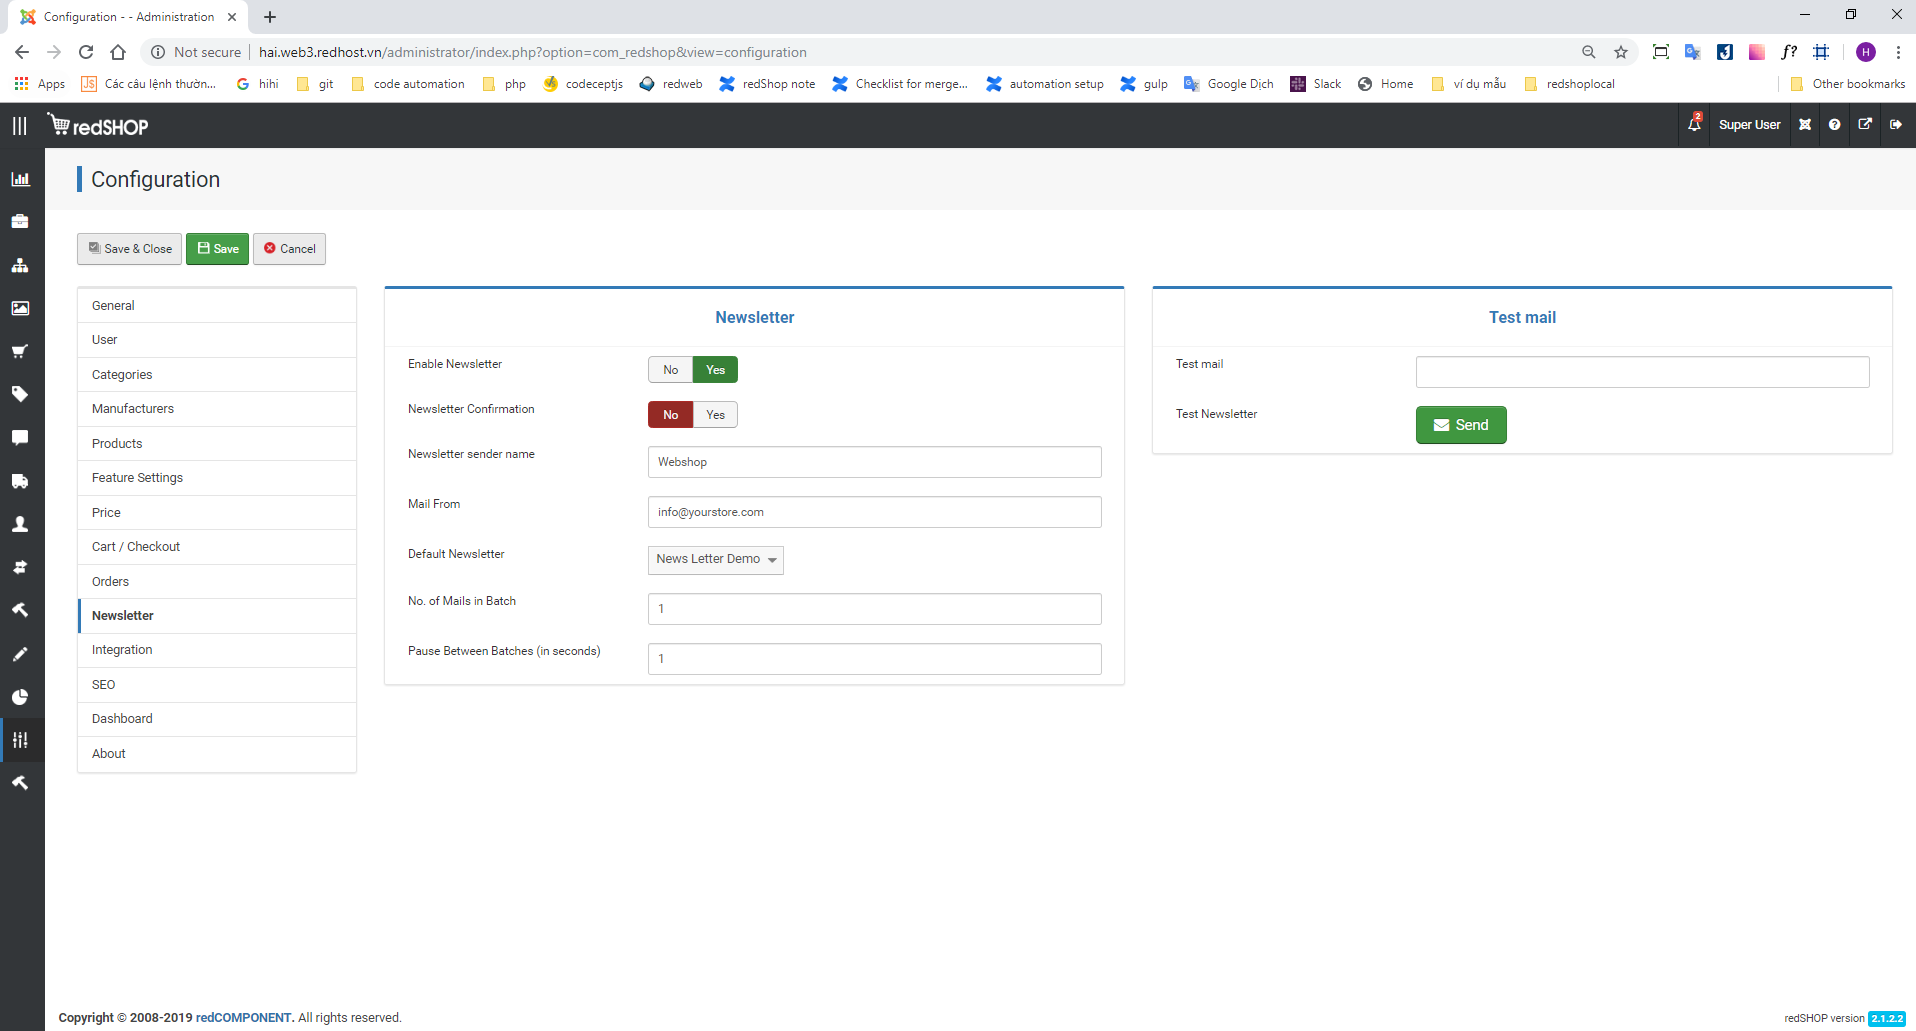 Configuration - - Administration
Not secure hai.web3.redhost.vn/administrator/index.php?option=com_redshop&view=configuration
Apps JS Các câu lệnh thườn... hihi git code automation php codeceptjs redweb redShop note Checklist for merge... automation setup gulp Google Dịch Slack Home ví dụ mẫu redshoplocal Other bookmarks
f? H
redSHOP 2 Super User
Configuration
Save & Close Save Cancel
General
User
Categories
Manufacturers
Products
Feature Settings
Price
Cart / Checkout
Orders
Newsletter
Integration
SEO
Dashboard
About
Newsletter
Enable Newsletter No Yes
Newsletter Confirmation No Yes
Newsletter sender name Webshop
Mail From info@yourstore.com
Default Newsletter News Letter Demo
No. of Mails in Batch 1
Pause Between Batches (in seconds) 1
Test mail
Test mail
Test Newsletter Send
Copyright © 2008-2019 redCOMPONENT. All rights reserved.
redSHOP version 2.1.2.2